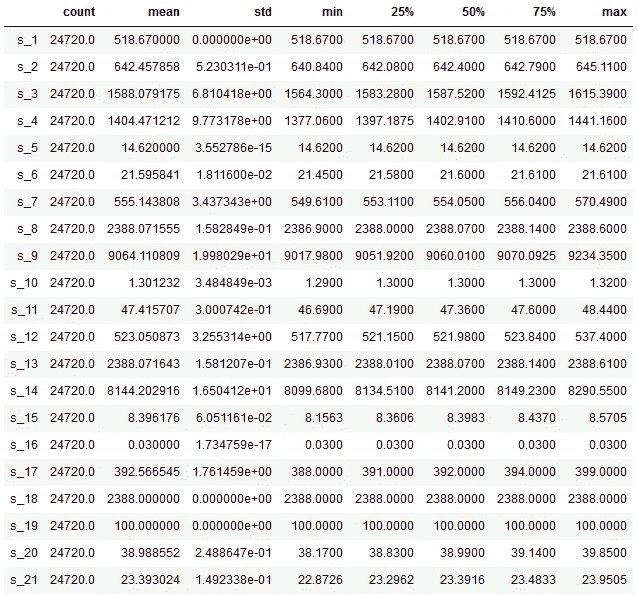 count mean std min 25% 50% 75% max
s_1 24720.0 518.670000 0.000000e+00 518.6700 518.6700 518.6700 518.6700 518.6700
s_2 24720.0 642.457858 5.230311e-01 640.8400 642.0800 642.4000 642.7900 645.1100
s_3 24720.0 1588.079175 6.810418e+00 1564.3000 1583.2800 1587.5200 1592.4125 1615.3900
s_4 24720.0 1404.471212 9.773178e+00 1377.0600 1397.1875 1402.9100 1410.6000 1441.1600
s_5 24720.0 14.620000 3.552786e-15 14.6200 14.6200 14.6200 14.6200 14.6200
s_6 24720.0 21.595841 1.811600e-02 21.4500 21.5800 21.6000 21.6100 21.6100
s_7 24720.0 555.143808 3.437343e+00 549.6100 553.1100 554.0500 556.0400 570.4900
s_8 24720.0 2388.071555 1.582849e-01 2386.9000 2388.0000 2388.0700 2388.1400 2388.6000
s_9 24720.0 9064.110809 1.998029e+01 9017.9800 9051.9200 9060.0100 9070.0925 9234.3500
s_10 24720.0 1.301232 3.484849e-03 1.2900 1.3000 1.3000 1.3000 1.3200
s_11 24720.0 47.415707 3.000742e-01 46.6900 47.1900 47.3600 47.6000 48.4400
s_12 24720.0 523.050873 3.255314e+00 517.7700 521.1500 521.9800 523.8400 537.4000
s_13 24720.0 2388.071643 1.581207e-01 2386.9300 2388.0100 2388.0700 2388.1400 2388.6100
s_14 24720.0 8144.202916 1.650412e+01 8099.6800 8134.5100 8141.2000 8149.2300 8290.5500
s_15 24720.0 8.396176 6.051161e-02 8.1563 8.3606 8.3983 8.4370 8.5705
s_16 24720.0 0.030000 1.734759e-17 0.0300 0.0300 0.0300 0.0300 0.0300
s_17 24720.0 392.566545 1.761459e+00 388.0000 391.0000 392.0000 394.0000 399.0000
s_18 24720.0 2388.000000 0.000000e+00 2388.0000 2388.0000 2388.0000 2388.0000 2388.0000
s_19 24720.0 100.000000 0.000000e+00 100.0000 100.0000 100.0000 100.0000 100.0000
s_20 24720.0 38.988552 2.488647e-01 38.1700 38.8300 38.9900 39.1400 39.8500
s_21 24720.0 23.393024 1.492338e-01 22.8726 23.2962 23.3916 23.4833 23.9505